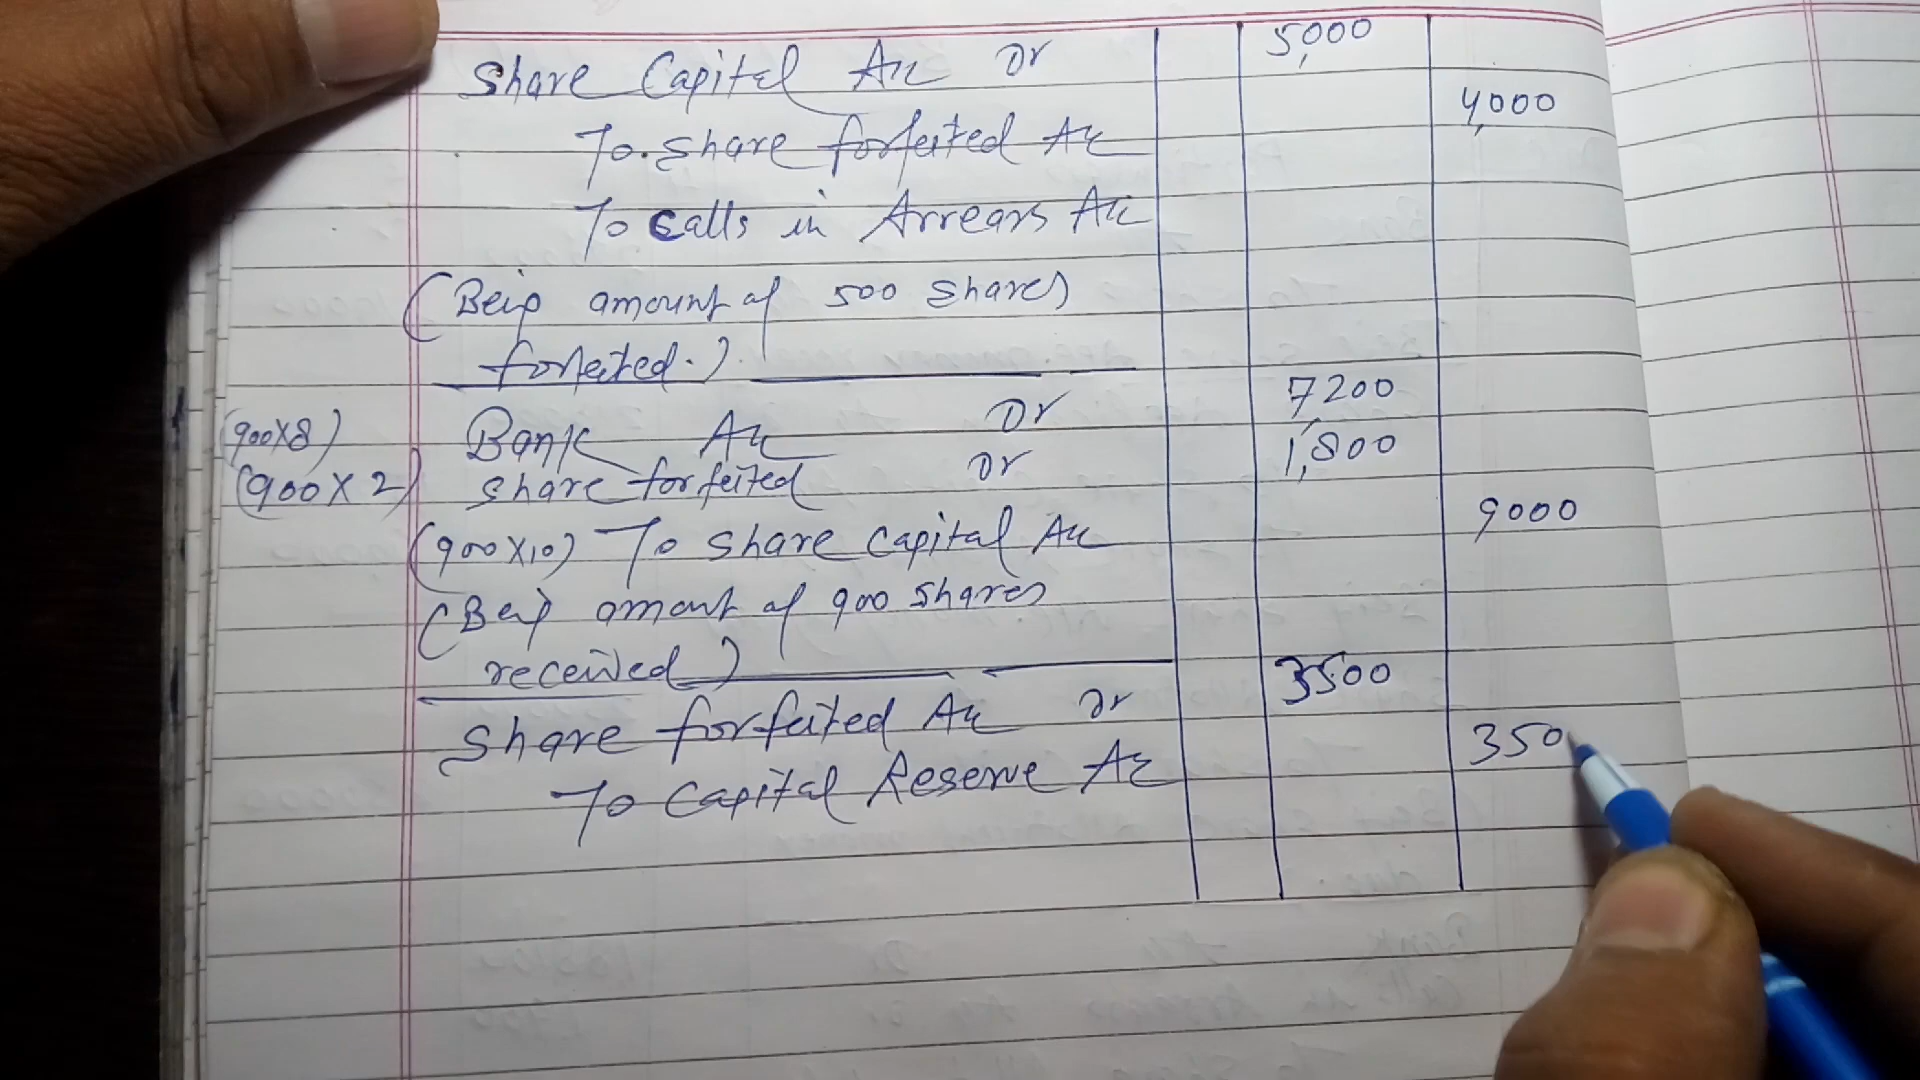 Share Capital A/c Dr 5,000
To. Share forfeited A/c 4,000
To Calls in Arrears A/c
(Being amount of 500 shares
forfeited.)
(900X8) Bank A/c Dr 7200
(900X2) Share forfeited Dr 1,800
(900X10) To Share Capital A/c 9000
(Being amount of 900 shares
received)
Share forfeited A/c Dr 3500
To Capital Reserve A/c 350